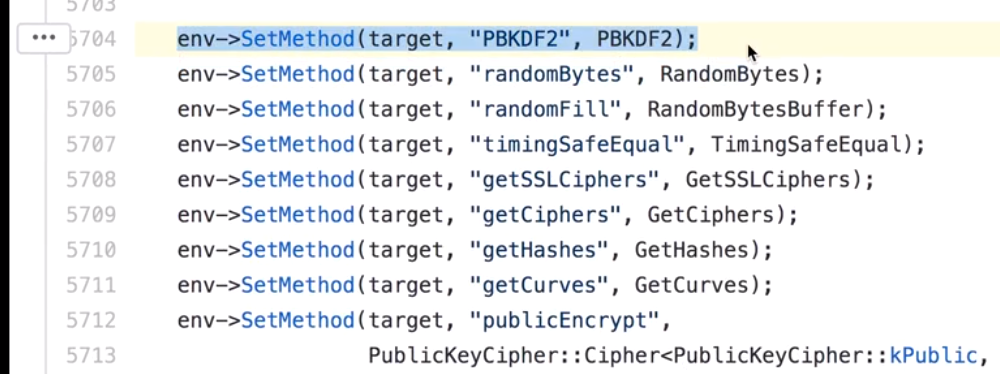 5703
5704 env->SetMethod(target, "PBKDF2", PBKDF2);
5705 env->SetMethod(target, "randomBytes", RandomBytes);
5706 env->SetMethod(target, "randomFill", RandomBytesBuffer);
5707 env->SetMethod(target, "timingSafeEqual", TimingSafeEqual);
5708 env->SetMethod(target, "getSSLCiphers", GetSSLCiphers);
5709 env->SetMethod(target, "getCiphers", GetCiphers);
5710 env->SetMethod(target, "getHashes", GetHashes);
5711 env->SetMethod(target, "getCurves", GetCurves);
5712 env->SetMethod(target, "publicEncrypt",
5713 PublicKeyCipher::Cipher<PublicKeyCipher::kPublic,